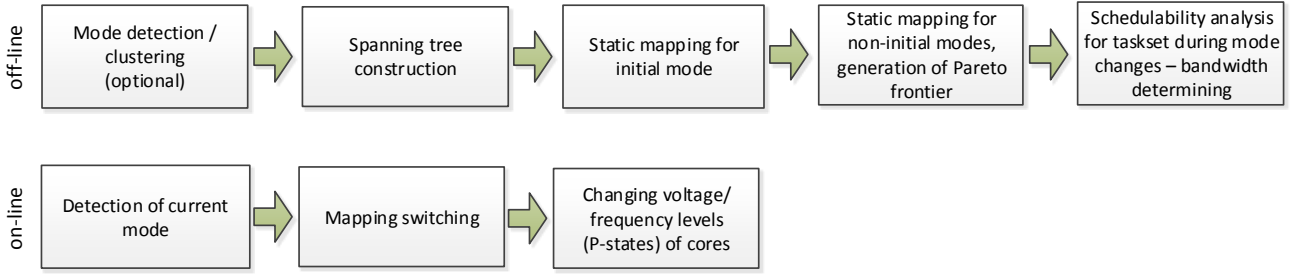 off-line
Mode detection /
clustering
(optional)
Spanning tree
construction
Static mapping for
initial mode
Static mapping for
non-initial modes,
generation of Pareto
frontier
Schedulability analysis
for taskset during mode
changes – bandwidth
determining
on-line
Detection of current
mode
Mapping switching
Changing voltage/
frequency levels
(P-states) of cores